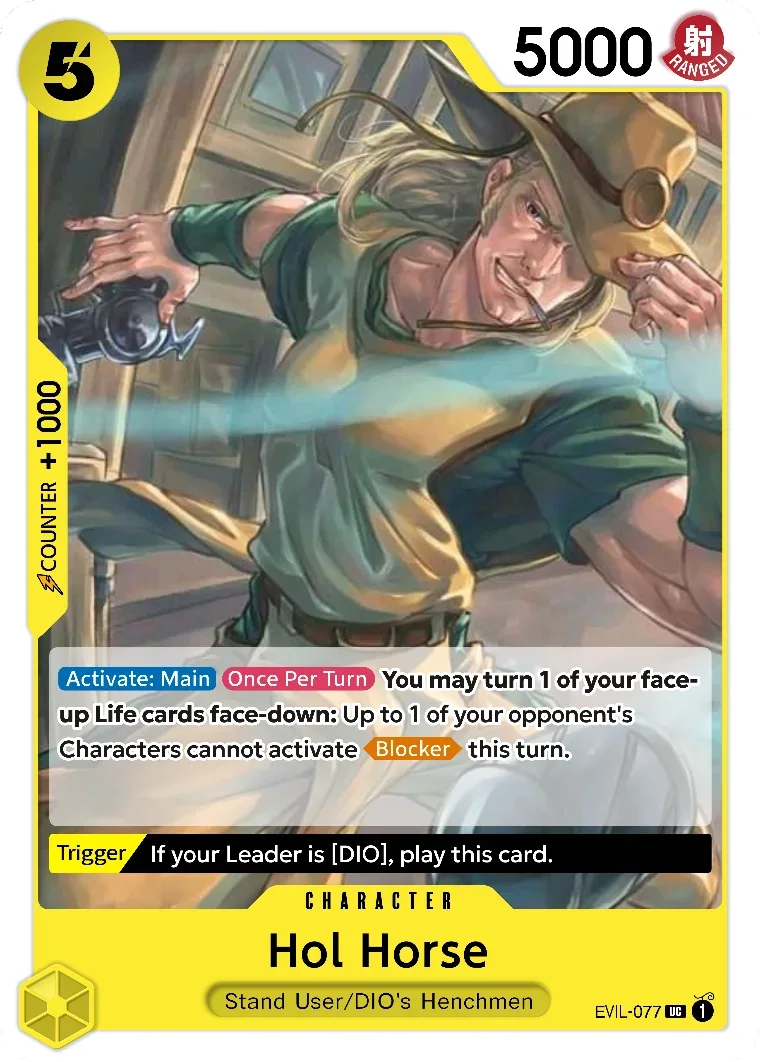 5
5000
射
RANGED
COUNTER +1000
Activate: Main Once Per Turn You may turn 1 of your face-
up Life cards face-down: Up to 1 of your opponent's
Characters cannot activate Blocker this turn.
Trigger If your Leader is [DIO], play this card.
CHARACTER
Hol Horse
Stand User/DIO's Henchmen
EVIL-077 UC 1